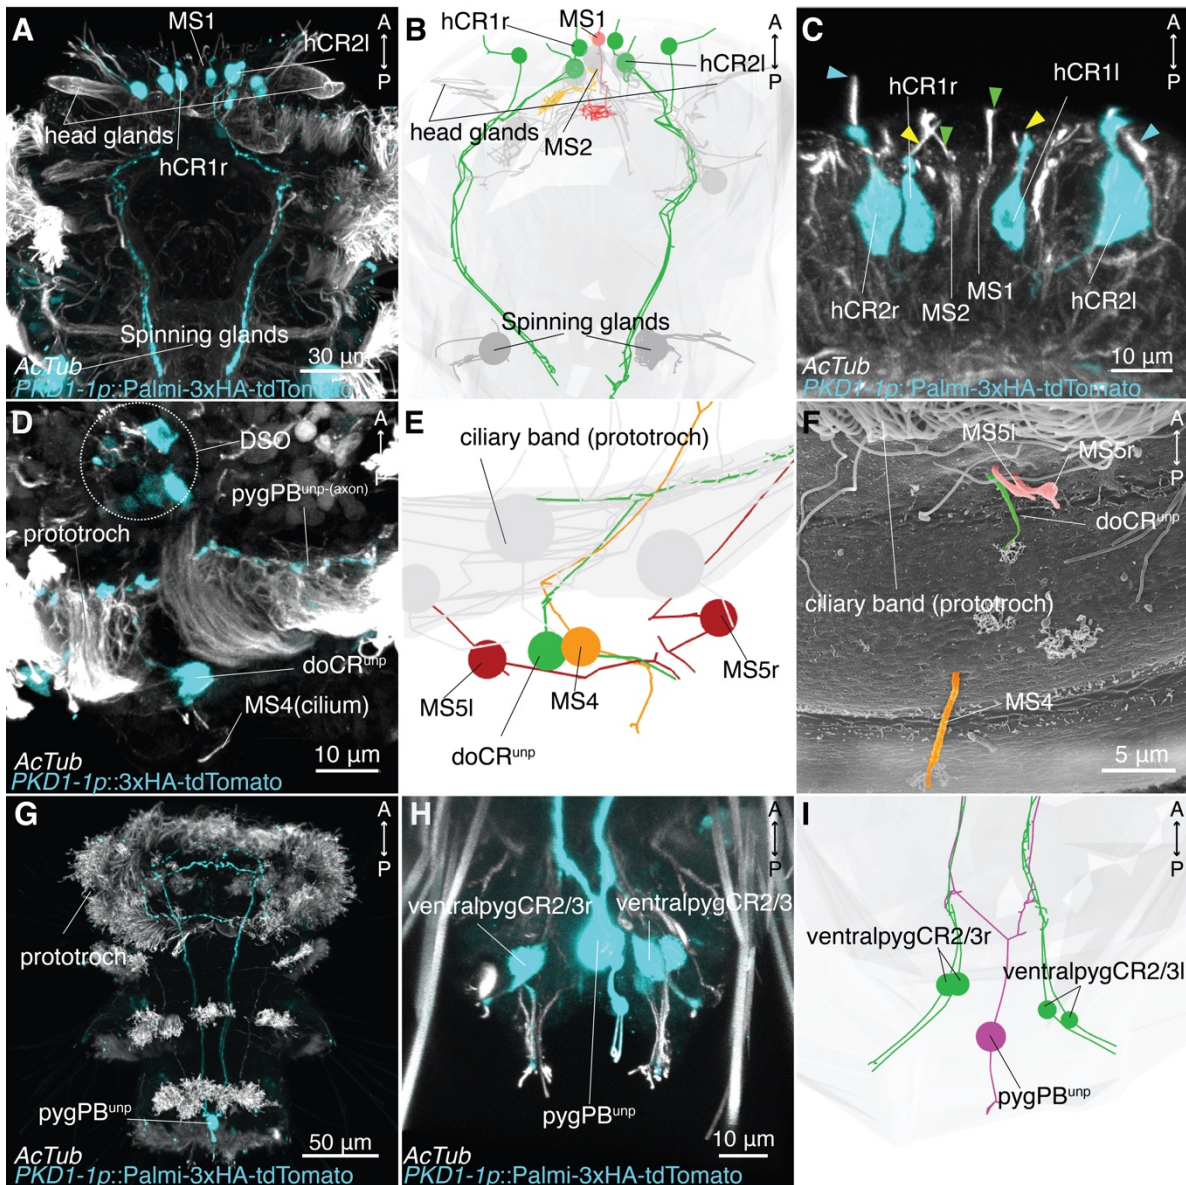 A
MS1
hCR2l
A
P
head glands
hCR1r
Spinning glands
AcTub
30 µm
PKD1-1p::Palmi-3xHA-tdTomato
B
MS1
hCR1r
hCR2l
A
P
head glands
MS2
Spinning glands
C
A
P
hCR1r
hCR1l
hCR2r
MS2
MS1
hCR2l
AcTub
10 µm
PKD1-1p::Palmi-3xHA-tdTomato
D
A
P
DSO
pygPBunp-(axon)
prototroch
doCRunp
MS4(cilium)
AcTub
10 µm
PKD1-1p::3xHA-tdTomato
E
A
P
ciliary band (prototroch)
MS5l
MS4
MS5r
doCRunp
F
A
P
MS5l
MS5r
doCRunp
ciliary band (prototroch)
MS4
5 µm
G
A
P
prototroch
pygPBunp
AcTub
50 µm
PKD1-1p::Palmi-3xHA-tdTomato
H
A
P
ventralpygCR2/3r
ventralpygCR2/3
pygPBunp
AcTub
10 µm
PKD1-1p::Palmi-3xHA-tdTomato
I
A
P
ventralpygCR2/3r
ventralpygCR2/3l
pygPBunp